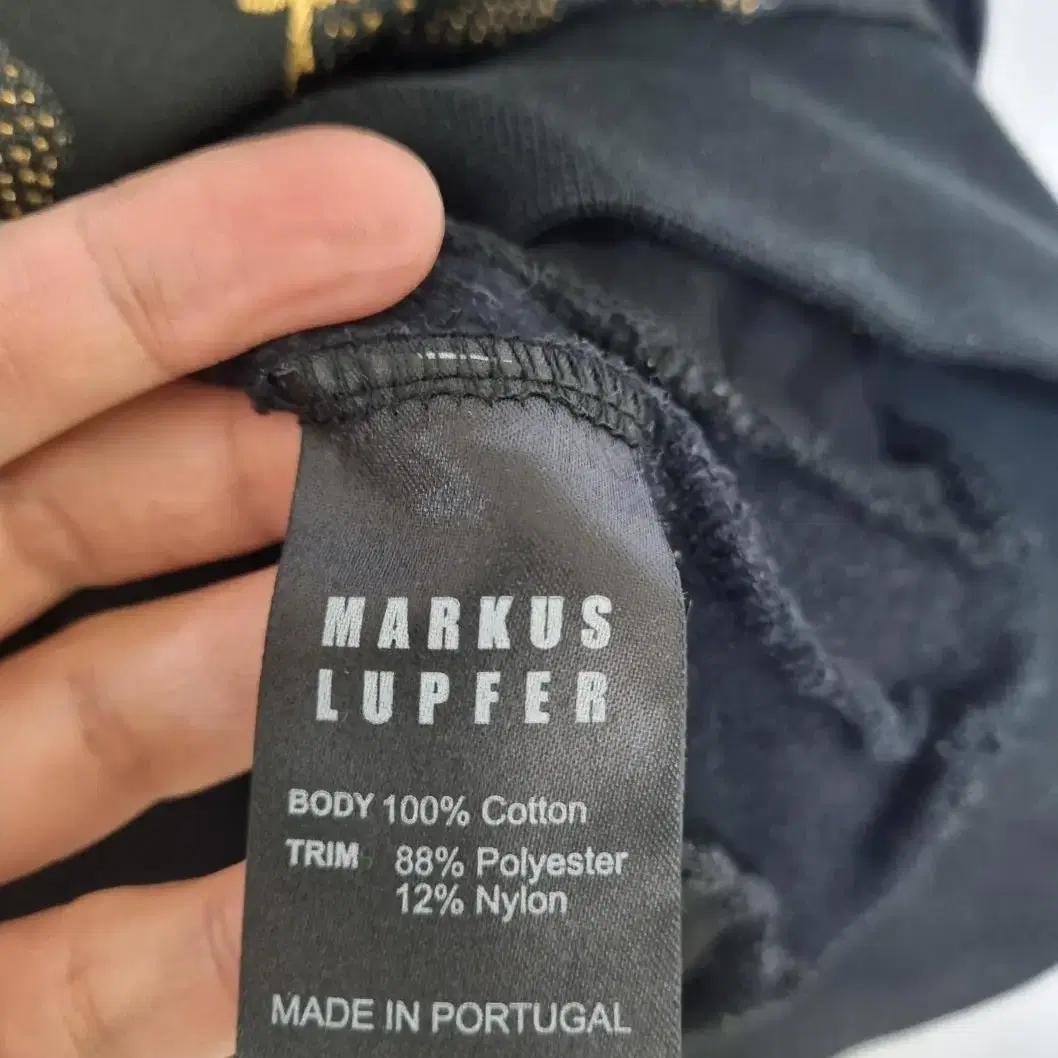 MARKUS
LUPFER
BODY 100% Cotton
TRIM 88% Polyester
12% Nylon
MADE IN PORTUGAL